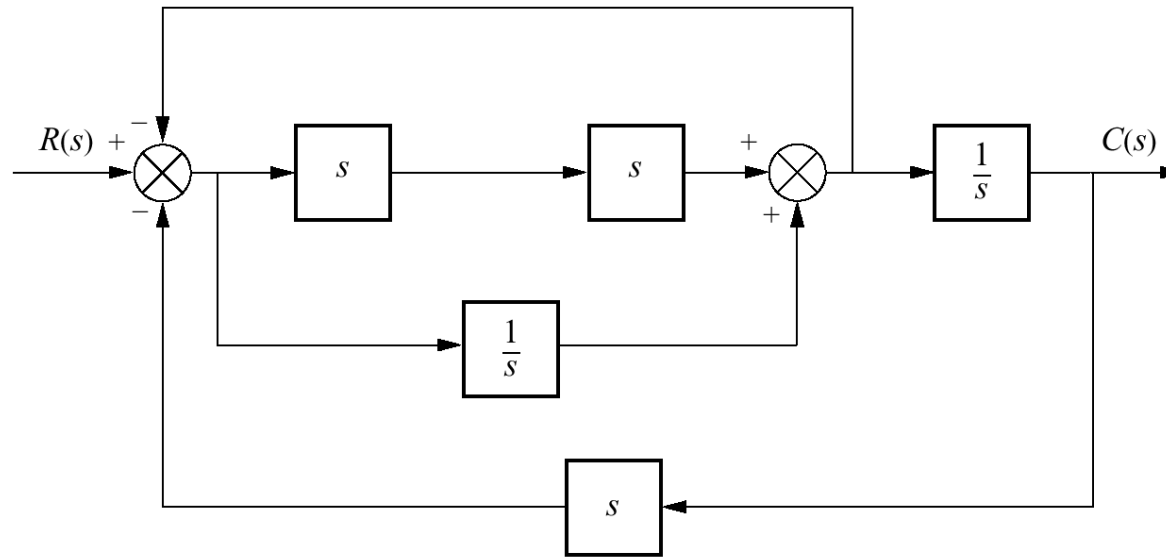 −
R(s) + s s + 1/s C(s)
− +
1/s
s